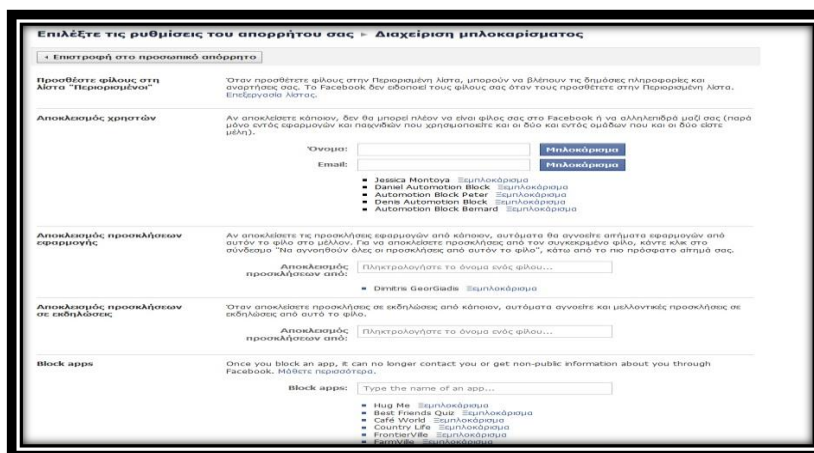 Επιλέξτε τις ρυθμίσεις του απορρήτου σας ▸ Διαχείριση μπλοκαρίσματος
Επιστροφή στο προσωπικό απόρρητο
Προσθέστε φίλους στη
λίστα "Περιορισμένοι"
Όταν προσθέτετε φίλους στην Περιορισμένη λίστα, μπορούν να βλέπουν τις δημόσιες πληροφορίες και
αναρτήσεις σας. Το Facebook δεν ειδοποιεί τους φίλους σας όταν τους προσθέτετε στην Περιορισμένη λίστα.
Επεξεργασία λίστας.
Αποκλεισμός χρηστών
Αν αποκλείσετε κάποιον, δεν θα μπορεί πλέον να είναι φίλος σας στο Facebook ή να αλληλεπιδρά μαζί σας (παρά
μόνο εντός εφαρμογών και παιχνιδιών που χρησιμοποιείτε και οι δύο και εντός ομάδων που και οι δύο είστε
μέλη).
Όνομα:
Μπλοκάρισμα
Email:
Μπλοκάρισμα
Jessica Montoya Ξεμπλοκάρισμα
Daniel Automotion Block Ξεμπλοκάρισμα
Automotion Block Peter Ξεμπλοκάρισμα
Denis Automotion Block Ξεμπλοκάρισμα
Automotion Block Bernard Ξεμπλοκάρισμα
Αποκλεισμός προσκλήσεων
εφαρμογής
Αν αποκλείσετε τις προσκλήσεις εφαρμογών από κάποιον, αυτόματα θα αγνοείτε αιτήματα εφαρμογών από
αυτόν το φίλο στο μέλλον. Για να αποκλείσετε προσκλήσεις από τον συγκεκριμένο φίλο, κάντε κλικ στο
σύνδεσμο "Να αγνοηθούν όλες οι προσκλήσεις από αυτόν το φίλο", κάτω από το πιο πρόσφατο αίτημά σας.
Αποκλεισμός
προσκλήσεων από:
Πληκτρολογήστε το όνομα ενός φίλου...
Dimitris GeorGiadis Ξεμπλοκάρισμα
Αποκλεισμός προσκλήσεων
σε εκδηλώσεις
Όταν αποκλείσετε προσκλήσεις σε εκδηλώσεις από κάποιον, αυτόματα αγνοείτε και μελλοντικές προσκλήσεις σε
εκδηλώσεις από αυτό το φίλο.
Αποκλεισμός
προσκλήσεων από:
Πληκτρολογήστε το όνομα ενός φίλου...
Block apps
Once you block an app, it can no longer contact you or get non-public information about you through
Facebook. Μάθετε περισσότερα.
Block apps:
Type the name of an app...
Hug Me Ξεμπλοκάρισμα
Best Friends Quiz Ξεμπλοκάρισμα
Café World Ξεμπλοκάρισμα
Country Life Ξεμπλοκάρισμα
FrontierVille Ξεμπλοκάρισμα
FarmVille Ξεμπλοκάρισμα